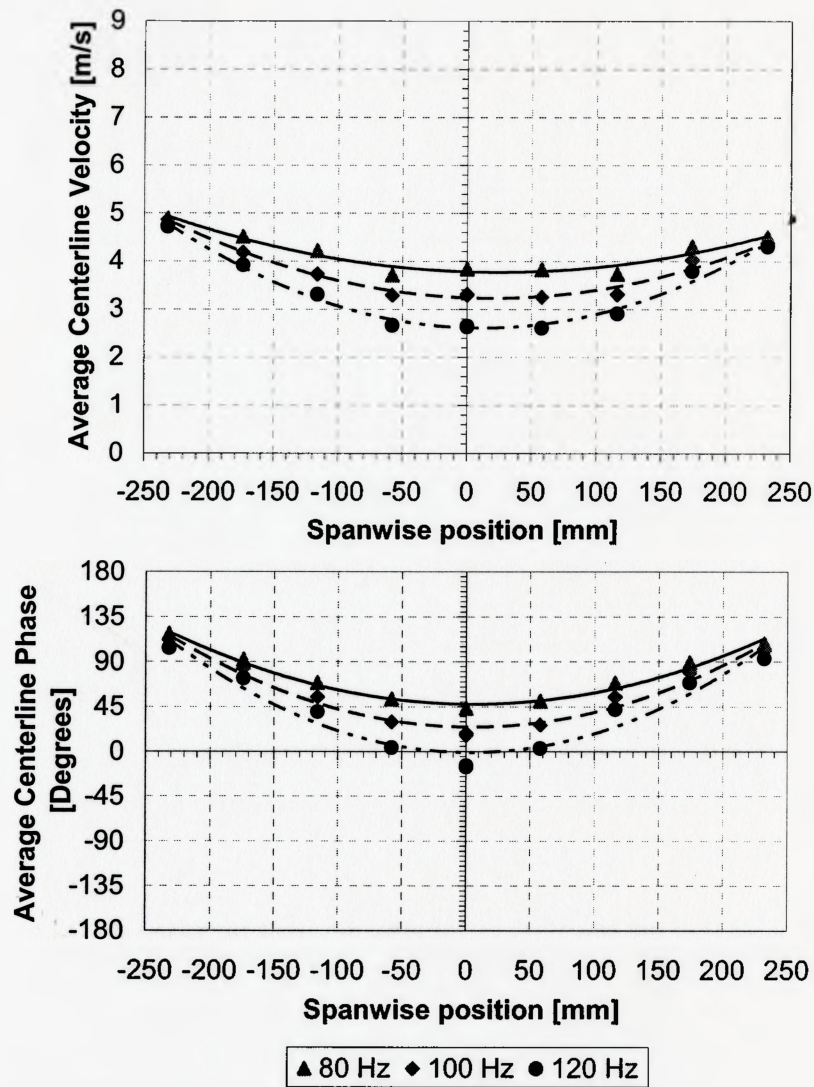 Average Centerline Velocity [m/s]
9
8
7
6
5
4
3
2
1
0
-250 -200 -150 -100 -50 0 50 100 150 200 250
Spanwise position [mm]
Average Centerline Phase
[Degrees]
180
135
90
45
0
-45
-90
-135
-180
-250 -200 -150 -100 -50 0 50 100 150 200 250
Spanwise position [mm]
80 Hz 100 Hz 120 Hz